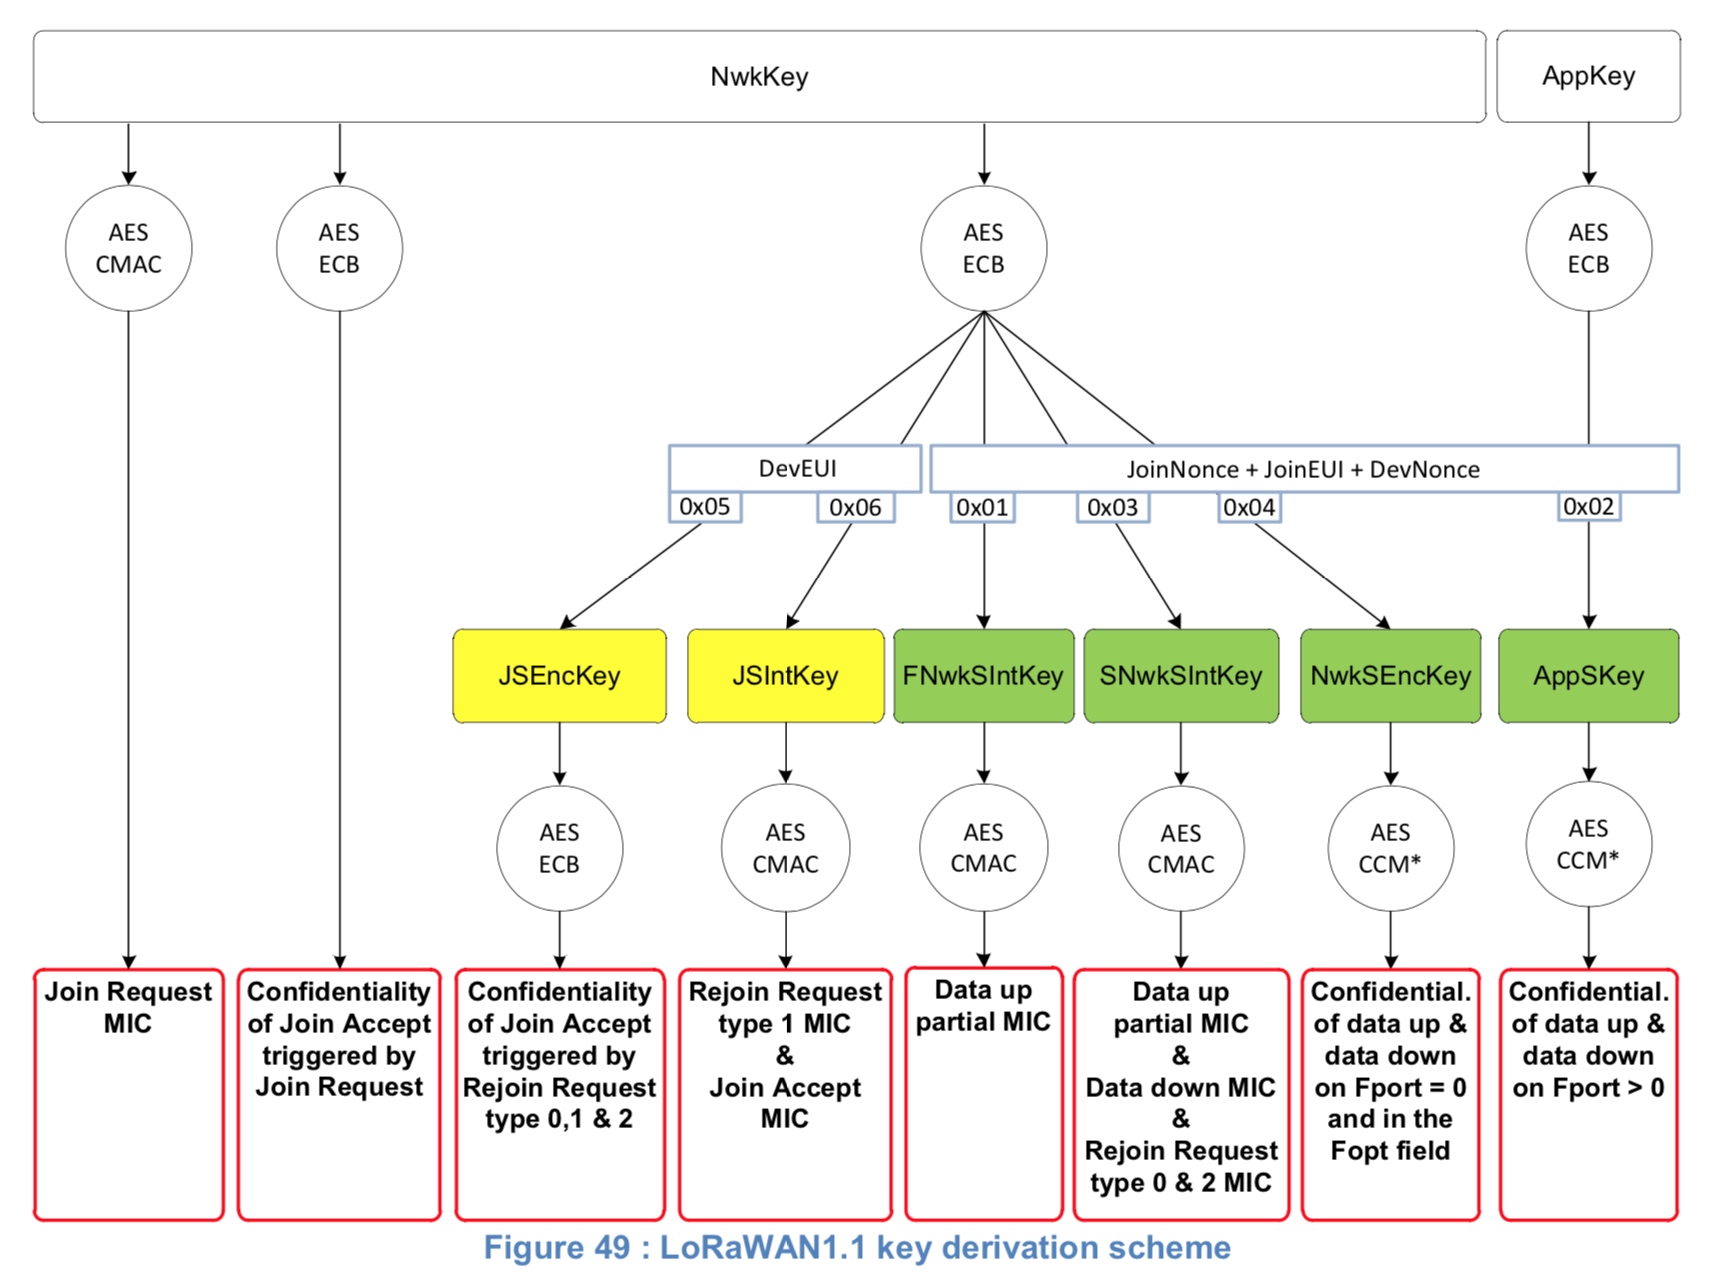 NwkKey
AppKey
AES
CMAC
AES
ECB
AES
ECB
AES
ECB
DevEUI
JoinNonce + JoinEUI + DevNonce
0x05
0x06
0x01
0x03
0x04
0x02
JSEncKey
JSIntKey
FNwkSIntKey
SNwkSIntKey
NwkSEncKey
AppSKey
AES
ECB
AES
CMAC
AES
CMAC
AES
CMAC
AES
CCM*
AES
CCM*
Join Request
MIC
Confidentiality
of Join Accept
triggered by
Join Request
Confidentiality
of Join Accept
triggered by
Rejoin Request
type 0,1 & 2
Rejoin Request
type 1 MIC
&
Join Accept
MIC
Data up
partial MIC
Data up
partial MIC
&
Data down MIC
&
Rejoin Request
type 0 & 2 MIC
Confidential.
of data up &
data down
on Fport = 0
and in the
Fopt field
Confidential.
of data up &
data down
on Fport > 0
Figure 49 : LoRaWAN1.1 key derivation scheme